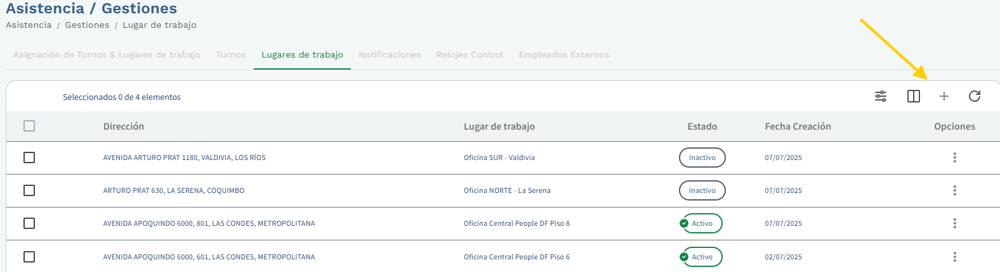 Asistencia / Gestiones
Asistencia / Gestiones / Lugar de trabajo
Asignación de Turnos & Lugares de trabajo Turnos Lugares de trabajo Notificaciones Relojes Control Empleados Externos
Seleccionados 0 de 4 elementos
Dirección Lugar de trabajo Estado Fecha Creación Opciones
AVENIDA ARTURO PRAT 1180, VALDIVIA, LOS RÍOS Oficina SUR - Valdivia Inactivo 07/07/2025
ARTURO PRAT 630, LA SERENA, COQUIMBO Oficina NORTE - La Serena Inactivo 07/07/2025
AVENIDA APOQUINDO 6000, 801, LAS CONDES, METROPOLITANA Oficina Central People DF Piso 8 Activo 07/07/2025
AVENIDA APOQUINDO 6000, 601, LAS CONDES, METROPOLITANA Oficina Central People DF Piso 6 Activo 02/07/2025